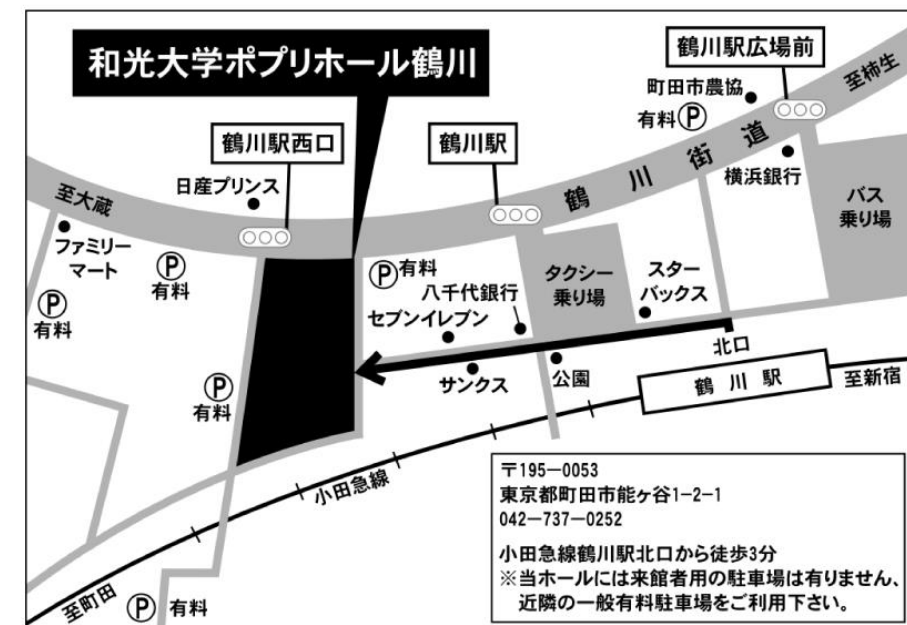 和光大学ポプリホール鶴川
鶴川駅広場前
至柿生
町田市農協
有料Ⓟ
鶴川駅西口
鶴川駅
鶴川街道
横浜銀行
日産プリンス
至大蔵
バス
乗り場
ファミリー
マート
Ⓟ
有料
Ⓟ
有料
Ⓟ有料
八千代銀行
セブンイレブン
タクシー
乗り場
スター
バックス
北口
サンクス
公園
鶴川駅
至新宿
Ⓟ
有料
小田急線
至町田
Ⓟ 有料
〒195－0053
東京都町田市能ヶ谷1-2-1
042－737－0252
小田急線鶴川駅北口から徒歩3分
※当ホールには来館者用の駐車場は有りません、
近隣の一般有料駐車場をご利用下さい。